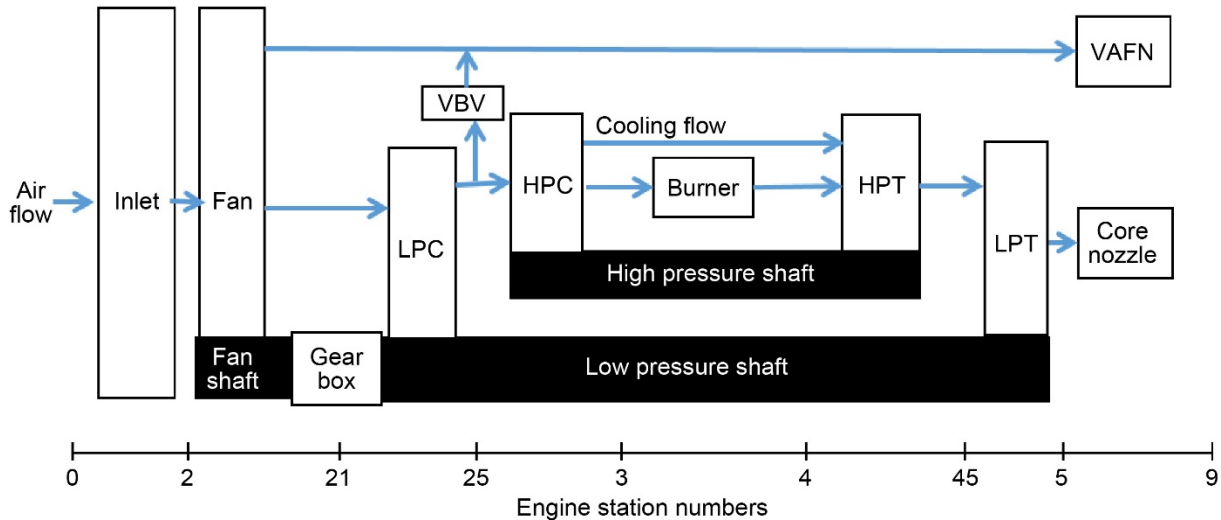 VAFN
VBV
Cooling flow
Air
flow
Inlet
Fan
LPC
HPC
Burner
HPT
LPT
Core
nozzle
High pressure shaft
Fan
shaft
Gear
box
Low pressure shaft
0 2 21 25 3 4 45 5 9
Engine station numbers